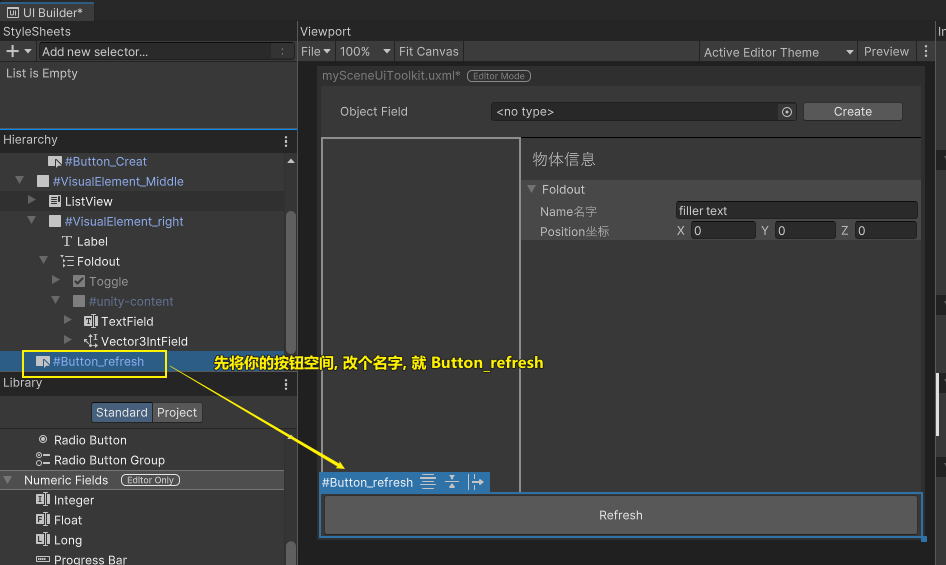 UI Builder*
StyleSheets
Add new selector...
List is Empty
Hierarchy
#Button_Creat
#VisualElement_Middle
ListView
#VisualElement_right
Label
Foldout
Toggle
#unity-content
TextField
Vector3IntField
#Button_refresh
先将你的按钮空间, 改个名字, 就 Button_refresh
Library
Standard Project
Radio Button
Radio Button Group
Numeric Fields Editor Only
Integer
Float
Long
Progress Bar
Viewport
File 100% Fit Canvas Active Editor Theme Preview
mySceneUiToolkit.uxml* Editor Mode
Object Field <no type> Create
物体信息
Foldout
Name名字 filler text
Position坐标 X 0 Y 0 Z 0
#Button_refresh
Refresh
In